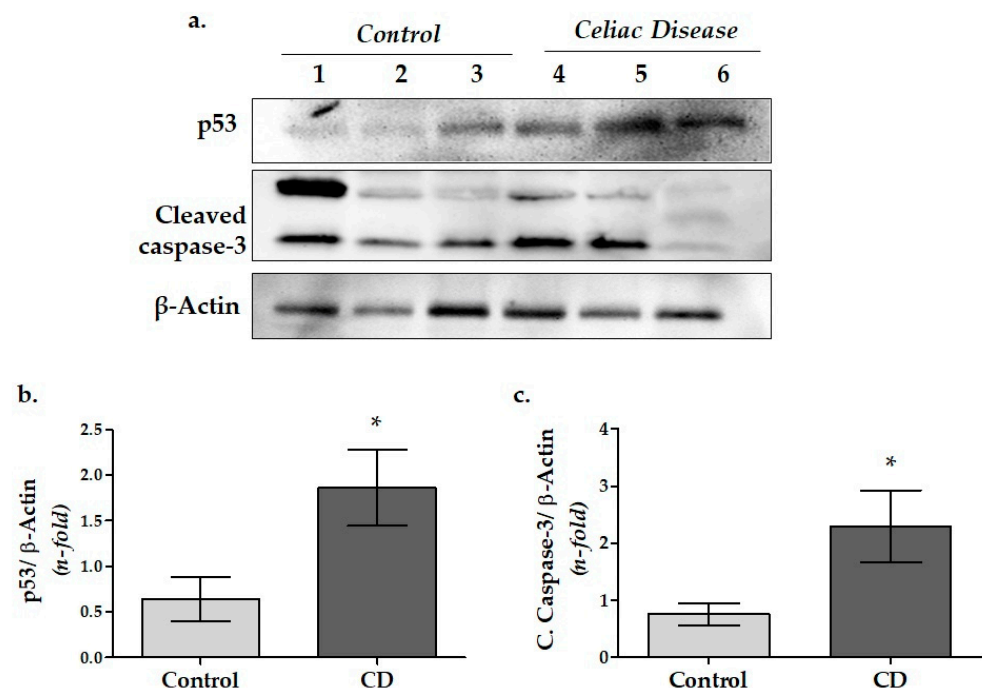 a.
Control Celiac Disease
1 2 3 4 5 6
p53
Cleaved
caspase-3
β-Actin
b.
p53/ β-Actin
(n-fold)
2.5
2.0
1.5
1.0
0.5
0.0
*
Control CD
c.
C. Caspase-3/ β-Actin
(n-fold)
4
3
2
1
0
*
Control CD